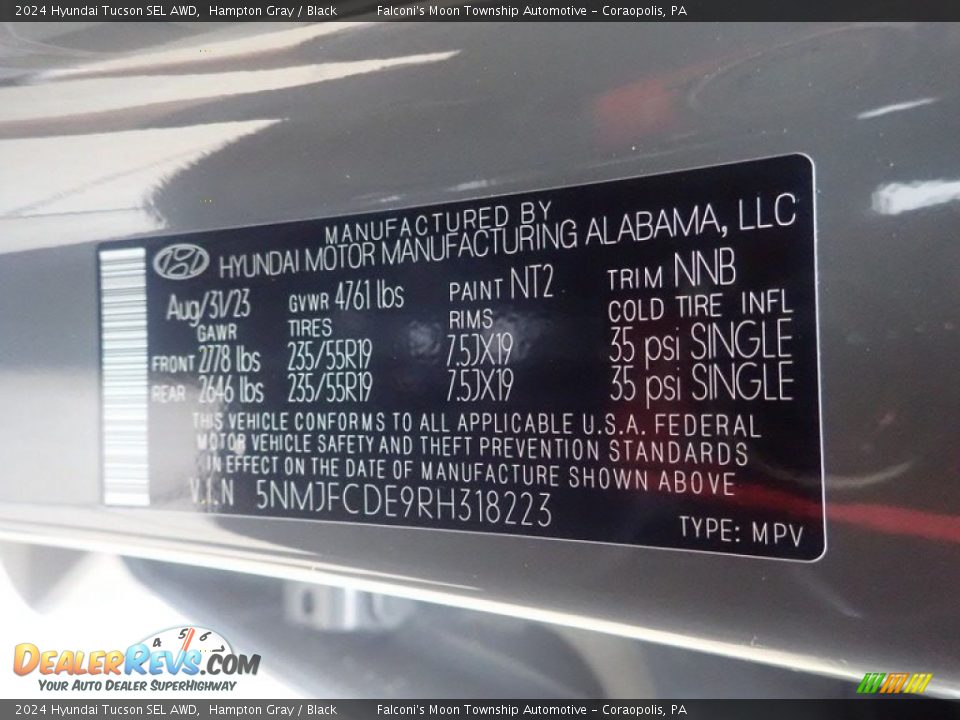 2024 Hyundai Tucson SEL AWD, Hampton Gray / Black Falconi's Moon Township Automotive - Coraopolis, PA
MANUFACTURED BY
HYUNDAI MOTOR MANUFACTURING ALABAMA, LLC
Aug/31/23 GVWR 4761 lbs PAINT NT2 TRIM NNB
GAWR TIRES RIMS COLD TIRE INFL
FRONT 2778 lbs 235/55R19 7.5JX19 35 psi SINGLE
REAR 2646 lbs 235/55R19 7.5JX19 35 psi SINGLE
THIS VEHICLE CONFORMS TO ALL APPLICABLE U.S.A. FEDERAL
MOTOR VEHICLE SAFETY AND THEFT PREVENTION STANDARDS
IN EFFECT ON THE DATE OF MANUFACTURE SHOWN ABOVE
V.I.N 5NMJFCDE9RH318223
TYPE: MPV
4 5 6
DEALERREVS.COM
YOUR AUTO DEALER SUPERHIGHWAY
2024 Hyundai Tucson SEL AWD, Hampton Gray / Black Falconi's Moon Township Automotive - Coraopolis, PA